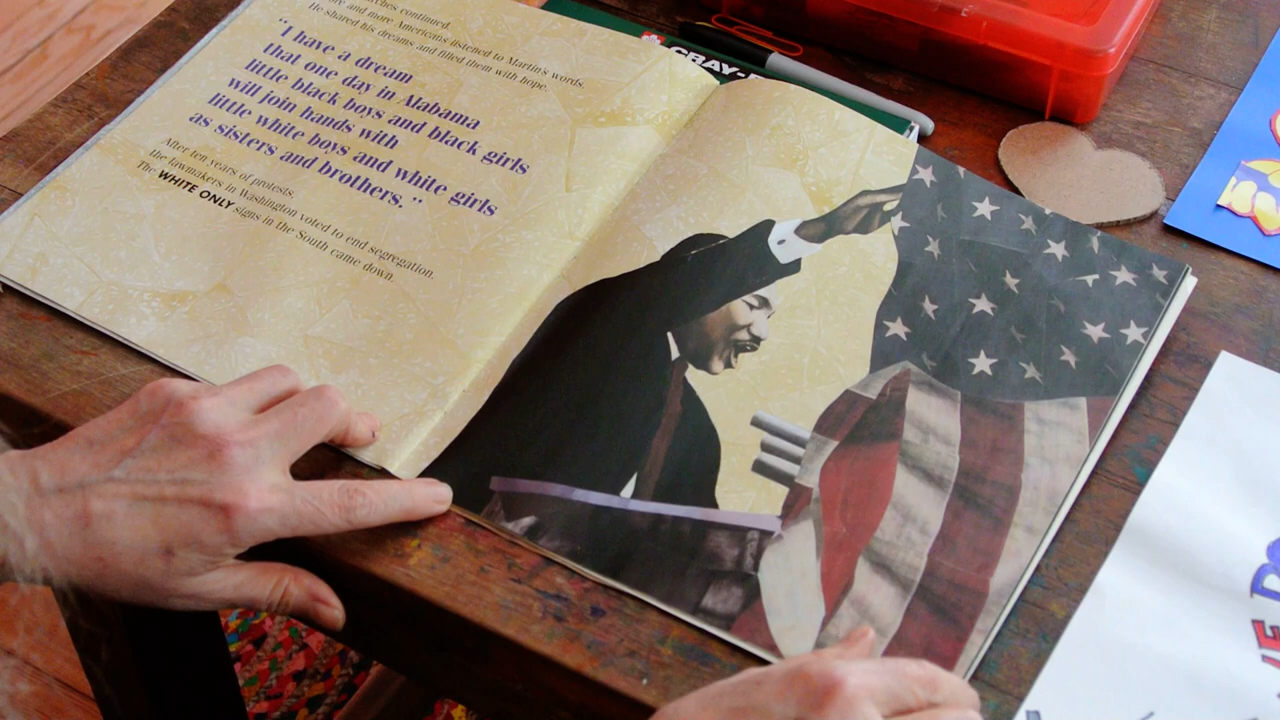 marches continued.
and more Americans listened to Martin's words.
He shared his dreams and filled them with hope.
"I have a dream
that one day in Alabama
little black boys and black girls
will join hands with
little white boys and white girls
as sisters and brothers."
After ten years of protests,
the lawmakers in Washington voted to end segregation.
The WHITE ONLY signs in the South came down.
CRAY-